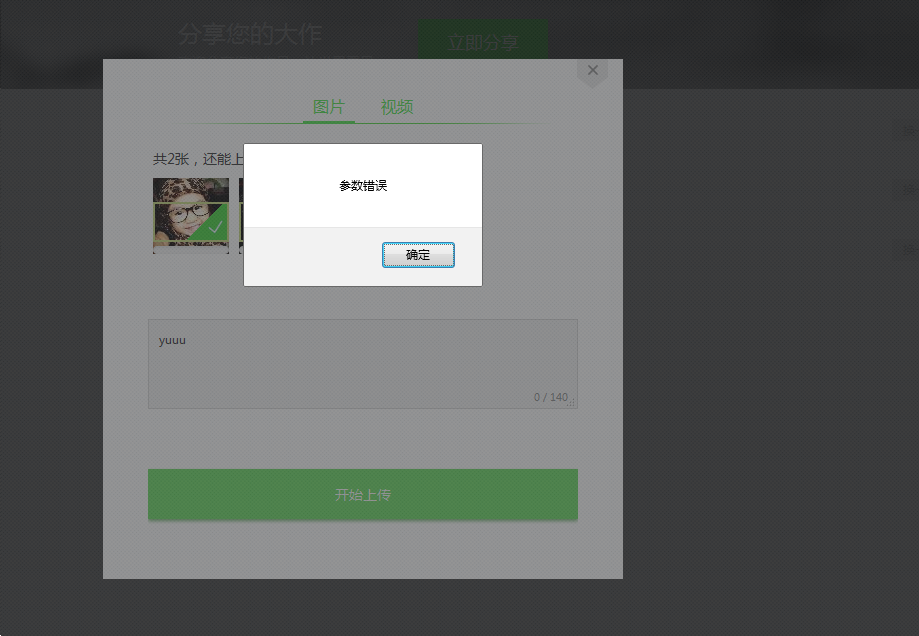 分享您的大作
立即分享
图片
视频
共2张，还能上
参数错误
确定
yuuu
0 / 140
开始上传